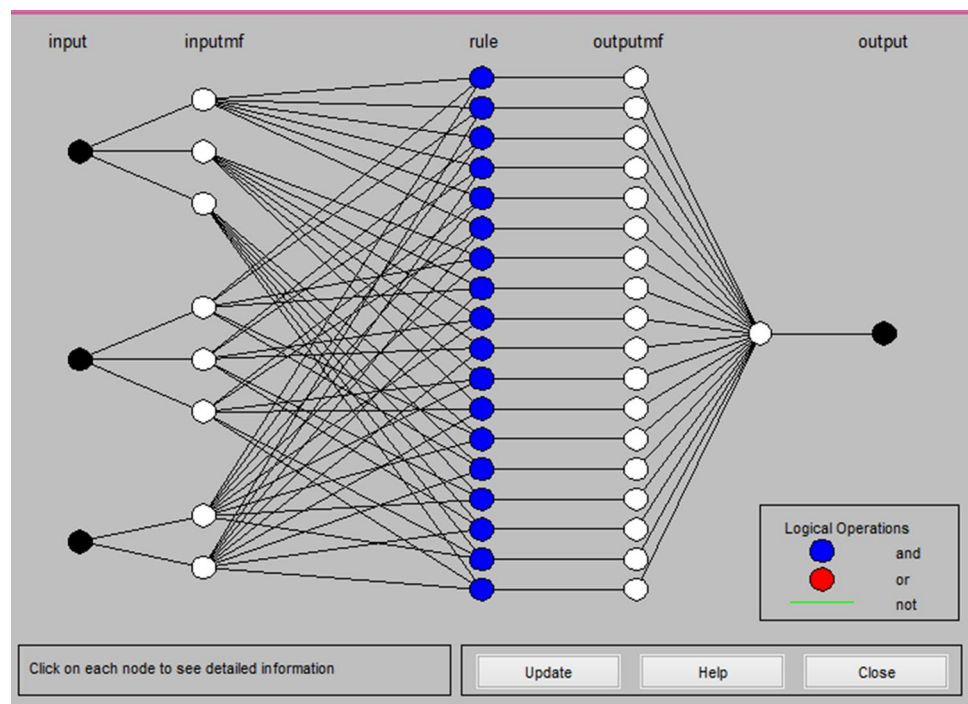 input inputmf rule outputmf output
Logical Operations
and
or
not
Click on each node to see detailed information
Update Help Close